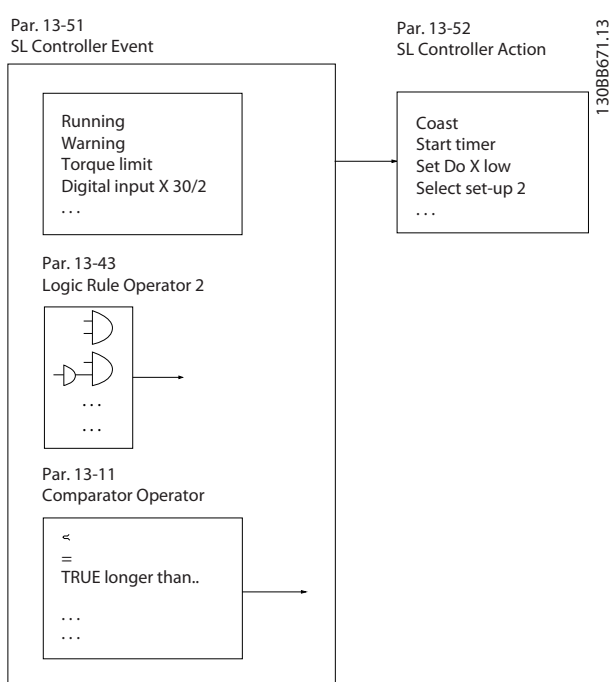 Par. 13-51
SL Controller Event
Par. 13-52
SL Controller Action
130BB671.13
Running
Warning
Torque limit
Digital input X 30/2
. . .
Coast
Start timer
Set Do X low
Select set-up 2
. . .
Par. 13-43
Logic Rule Operator 2
. . .
. . .
Par. 13-11
Comparator Operator
=
TRUE longer than..
. . .
. . .